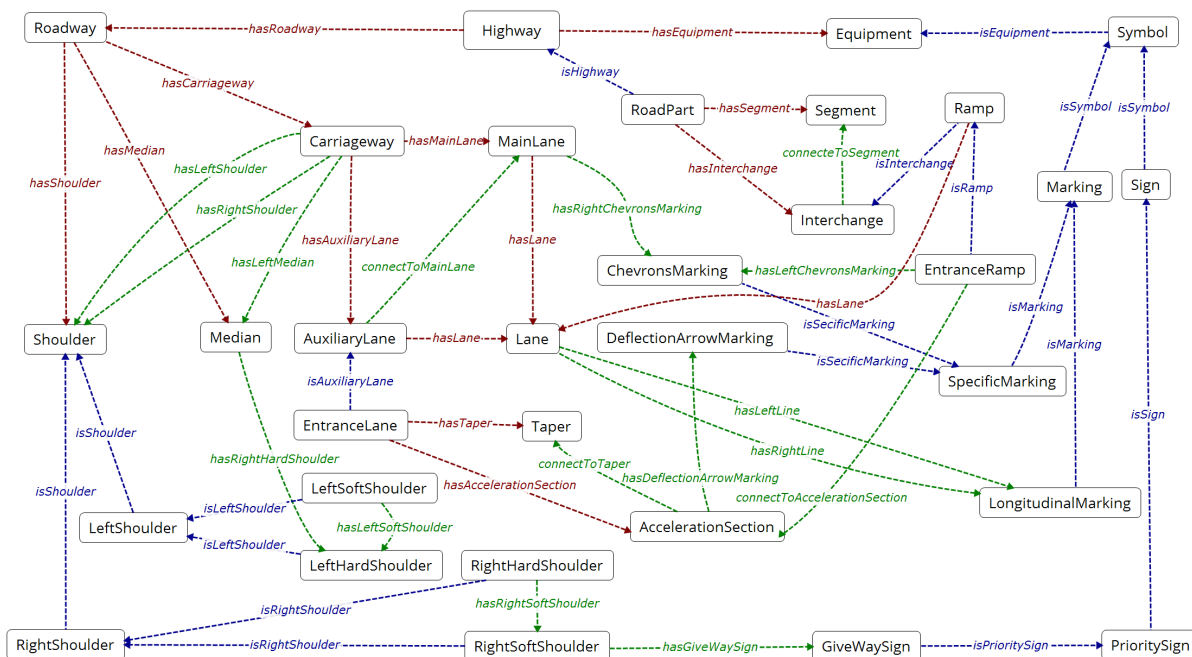 Roadway
hasRoadway
Highway
hasEquipment
Equipment
isEquipment
Symbol
isHighway
hasCarriageway
RoadPart
hasSegment
Segment
Ramp
isSymbol
isSymbol
Carriageway
hasMainLane
MainLane
hasMedian
connecteToSegment
isInterchange
hasLeftShoulder
hasInterchange
hasShoulder
isRamp
Marking
Sign
hasRightShoulder
hasRightChevronsMarking
Interchange
hasAuxiliaryLane
hasLane
hasLeftMedian
connectToMainLane
ChevronsMarking
hasLeftChevronsMarking
EntranceRamp
hasLane
isMarking
isSecificMarking
Shoulder
Median
AuxiliaryLane
hasLane
Lane
DeflectionArrowMarking
isMarking
isSecificMarking
isAuxiliaryLane
SpecificMarking
hasLeftLine
isSign
EntranceLane
hasTaper
Taper
isShoulder
hasRightLine
hasRightHardShoulder
connectToTaper
hasDeflectionArrowMarking
hasAccelerationSection
isShoulder
LeftSoftShoulder
connectToAccelerationSection
isLeftShoulder
LongitudinalMarking
LeftShoulder
hasLeftSoftShoulder
AccelerationSection
isLeftShoulder
LeftHardShoulder
RightHardShoulder
hasRightSoftShoulder
isRightShoulder
RightShoulder
isRightShoulder
RightSoftShoulder
hasGiveWaySign
GiveWaySign
isPrioritySign
PrioritySign